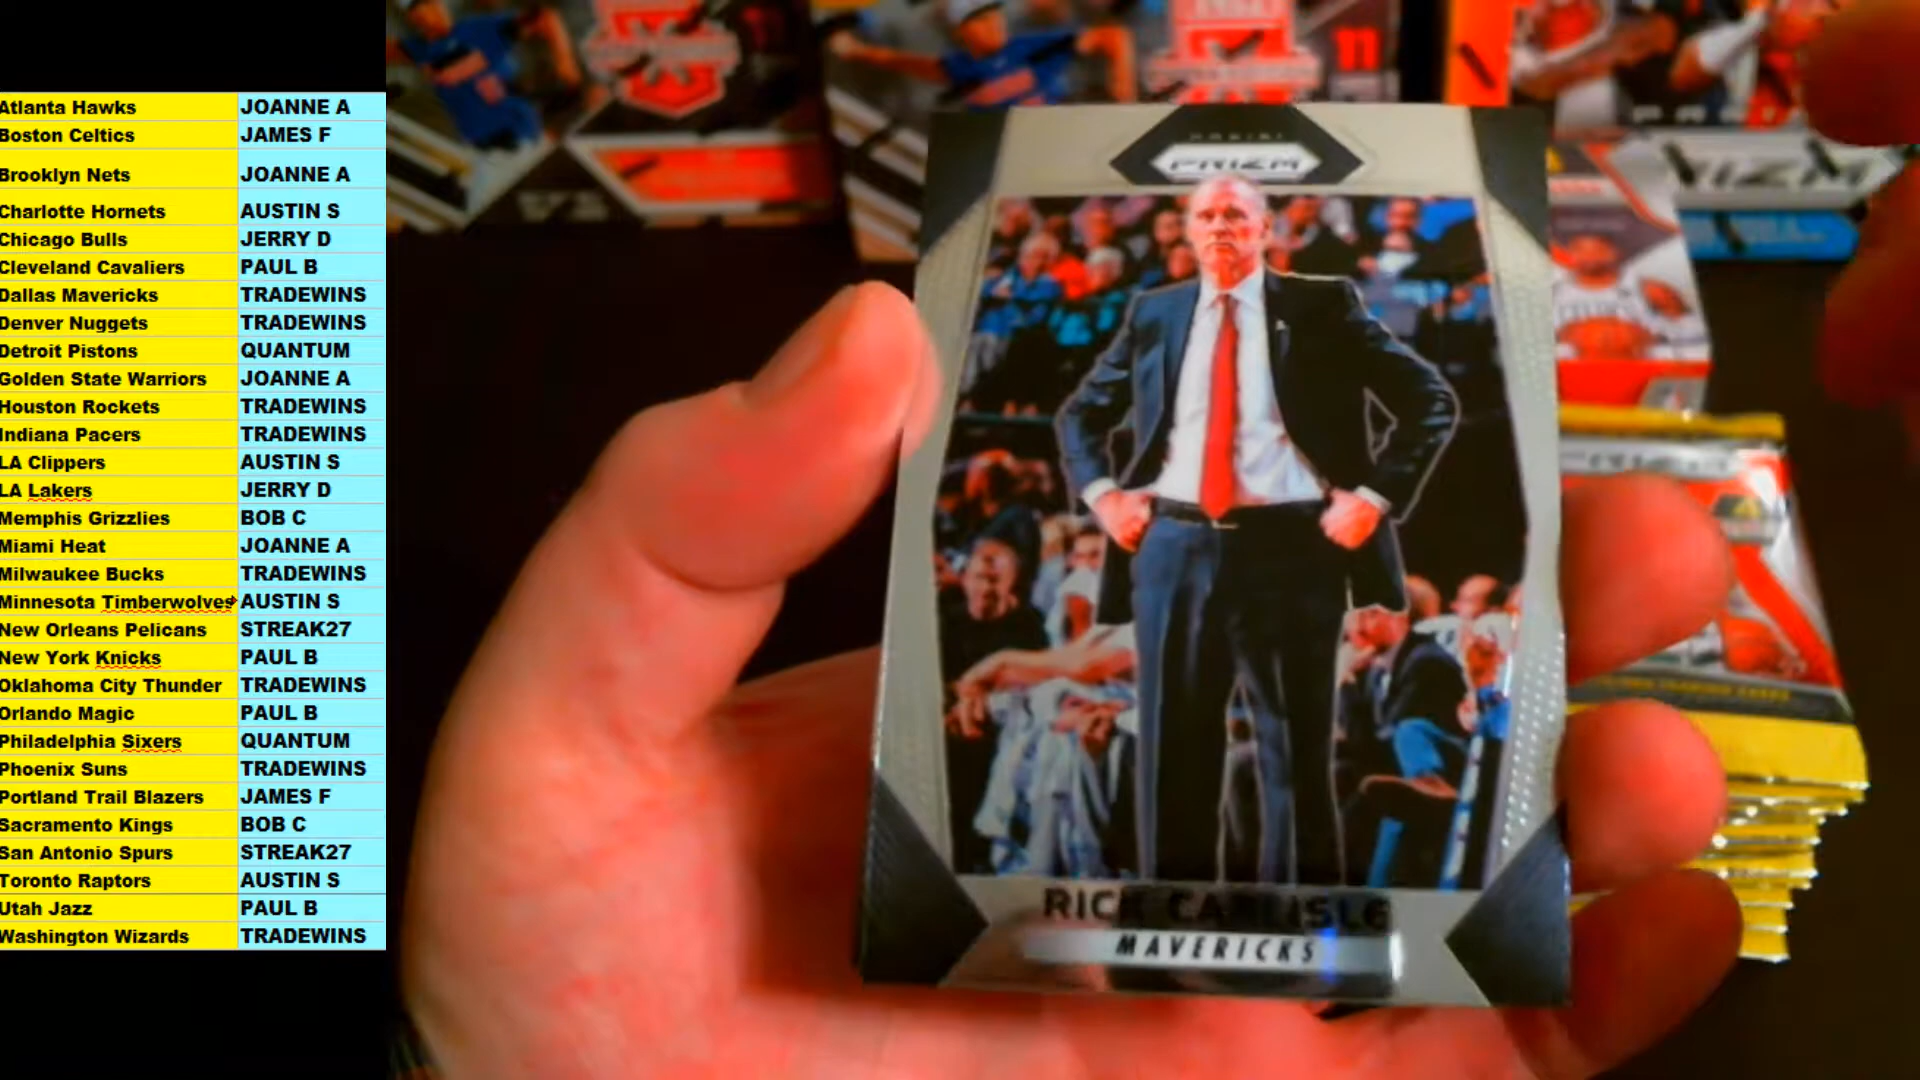 Atlanta Hawks JOANNE A
Boston Celtics JAMES F
Brooklyn Nets JOANNE A
Charlotte Hornets AUSTIN S
Chicago Bulls JERRY D
Cleveland Cavaliers PAUL B
Dallas Mavericks TRADEWINS
Denver Nuggets TRADEWINS
Detroit Pistons QUANTUM
Golden State Warriors JOANNE A
Houston Rockets TRADEWINS
Indiana Pacers TRADEWINS
LA Clippers AUSTIN S
LA Lakers JERRY D
Memphis Grizzlies BOB C
Miami Heat JOANNE A
Milwaukee Bucks TRADEWINS
Minnesota Timberwolves AUSTIN S
New Orleans Pelicans STREAK27
New York Knicks PAUL B
Oklahoma City Thunder TRADEWINS
Orlando Magic PAUL B
Philadelphia Sixers QUANTUM
Phoenix Suns TRADEWINS
Portland Trail Blazers JAMES F
Sacramento Kings BOB C
San Antonio Spurs STREAK27
Toronto Raptors AUSTIN S
Utah Jazz PAUL B
Washington Wizards TRADEWINS
PANINI
PRIZM
RICK CARLISLE
MAVERICKS